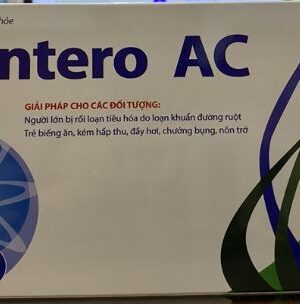 hỏe
ntero AC
GIẢI PHÁP CHO CÁC ĐỐI TƯỢNG:
Người lớn bị rối loạn tiêu hóa do loạn khuẩn đường ruột
Trẻ biếng ăn, kém hấp thu, đầy hơi, chướng bụng, nôn trớ